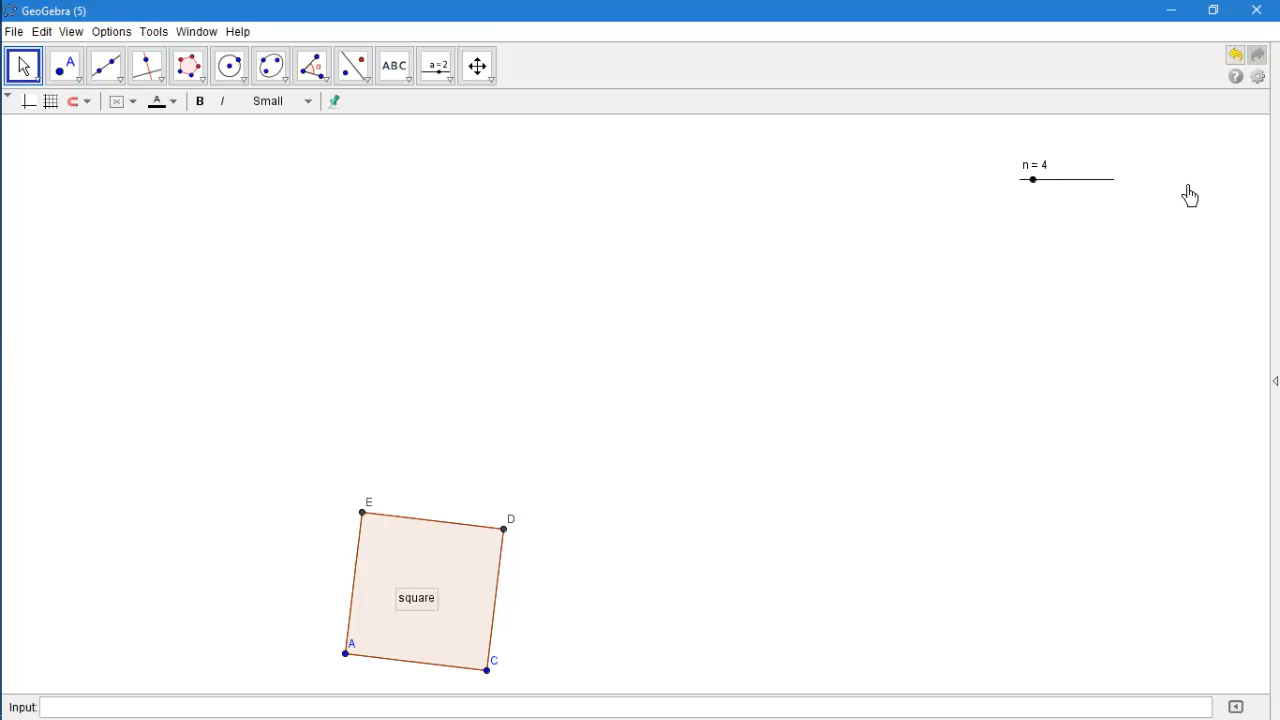 GeoGebra (5)
File Edit View Options Tools Window Help
A
α
ABC
a=2
A
B
I
Small
n = 4
E
D
square
A
C
Input: